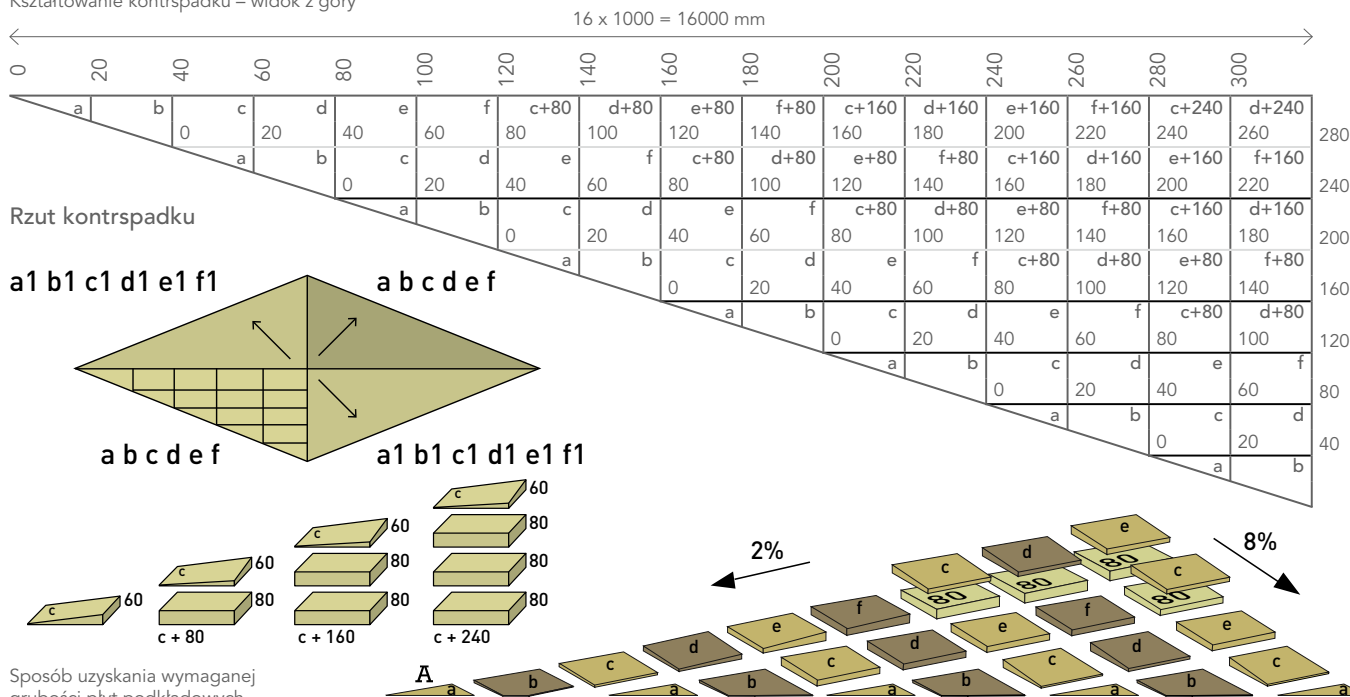 Kształtowanie kontrspadku – widok z góry
16 x 1000 = 16000 mm
0 20 40 60 80 100 120 140 160 180 200 220 240 260 280 300
a b c d e f c+80 d+80 e+80 f+80 c+160 d+160 e+160 f+160 c+240 d+240
0 20 40 60 80 100 120 140 160 180 200 220 240 260 280
a b c d e f c+80 d+80 e+80 f+80 c+160 d+160 e+160 f+160
0 20 40 60 80 100 120 140 160 180 200 220 240
a b c d e f c+80 d+80 e+80 f+80 c+160 d+160
0 20 40 60 80 100 120 140 160 180 200
a b c d e f c+80 d+80 e+80 f+80
0 20 40 60 80 100 120 140 160
a b c d e f c+80 d+80
0 20 40 60 80 100 120
a b c d e f
0 20 40 60 80
a b c d
0 20 40
a b
Rzut kontrspadku
a1 b1 c1 d1 e1 f1
a b c d e f
a b c d e f
a1 b1 c1 d1 e1 f1
c 60
c 60 80
c + 80
c 60 80 80
c + 160
c 60 80 80 80
c + 240
2%
8%
e
d 80
c 80 c
80 80
f e f e
d d d
c c c c
A
a b a b a b a
Sposób uzyskania wymaganej
grubości płyt podkładowych